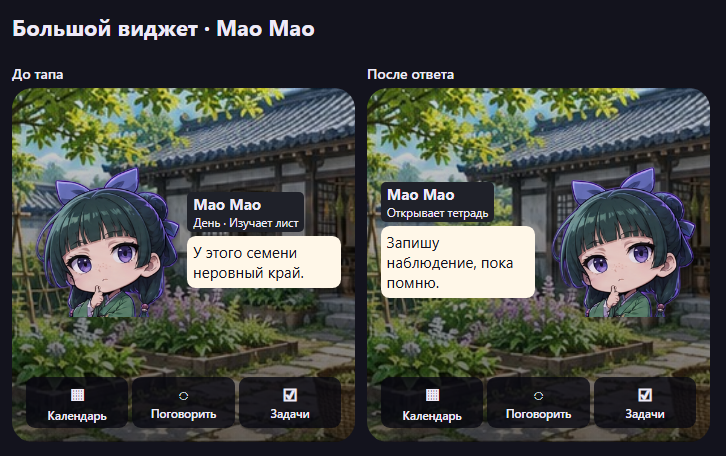 Большой виджет · Mao Mao
До тапа
Mao Mao
День · Изучает лист
У этого семени
неровный край.
Календарь
Поговорить
Задачи
После ответа
Mao Mao
Открывает тетрадь
Запишу
наблюдение, пока
помню.
Календарь
Поговорить
Задачи